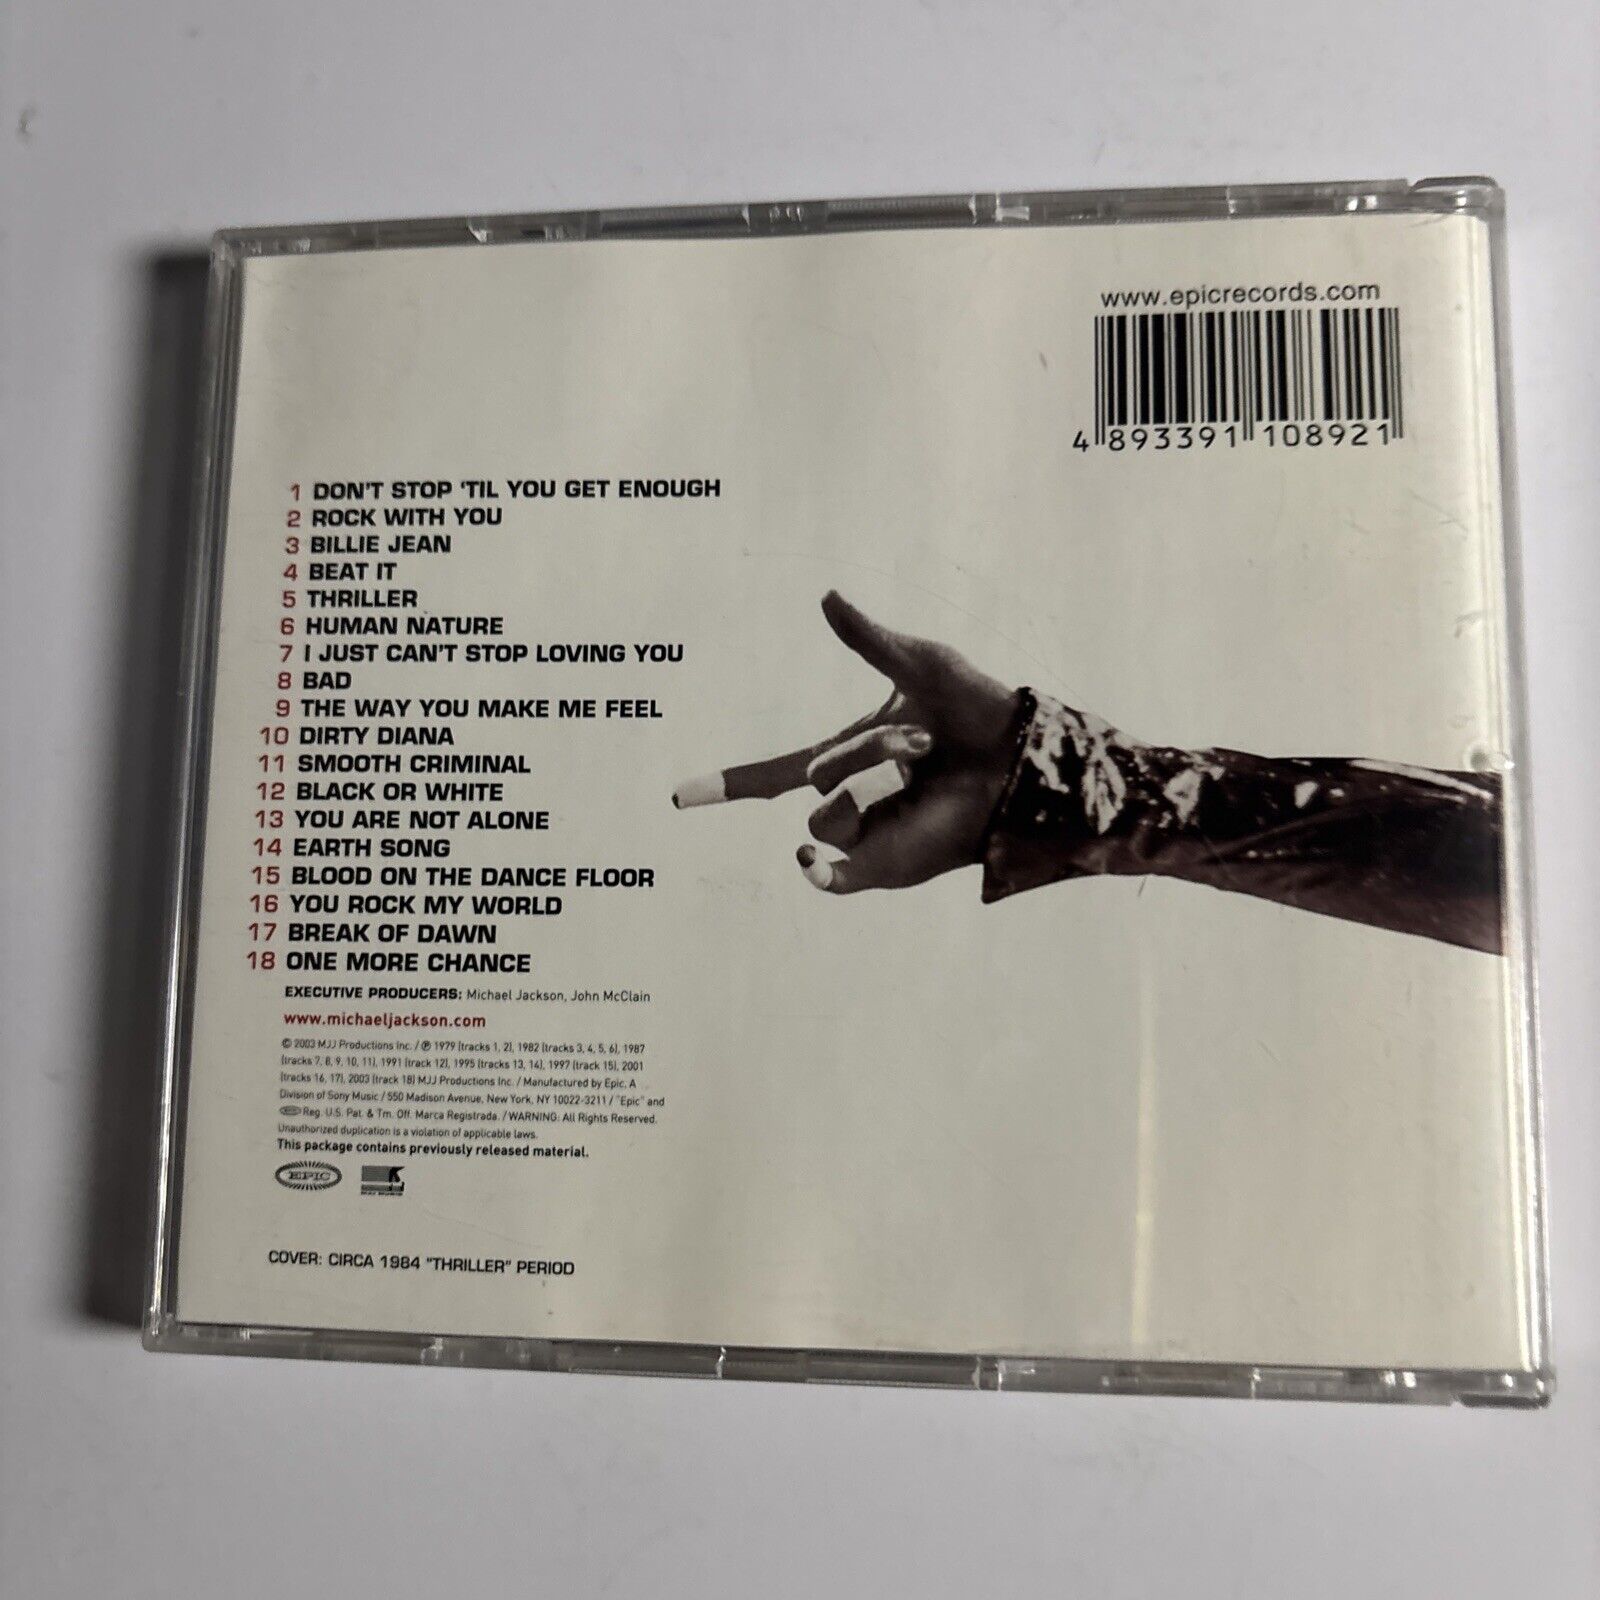 www.epicrecords.com
4 893391 108921
1 DON'T STOP 'TIL YOU GET ENOUGH
2 ROCK WITH YOU
3 BILLIE JEAN
4 BEAT IT
5 THRILLER
6 HUMAN NATURE
7 I JUST CAN'T STOP LOVING YOU
8 BAD
9 THE WAY YOU MAKE ME FEEL
10 DIRTY DIANA
11 SMOOTH CRIMINAL
12 BLACK OR WHITE
13 YOU ARE NOT ALONE
14 EARTH SONG
15 BLOOD ON THE DANCE FLOOR
16 YOU ROCK MY WORLD
17 BREAK OF DAWN
18 ONE MORE CHANCE
EXECUTIVE PRODUCERS: Michael Jackson, John McClain
www.michaeljackson.com
© 2003 MJJ Productions Inc. / ℗ 1979 (tracks 1, 2), 1982 (tracks 3, 4, 5, 6), 1987
(tracks 7, 8, 9, 10, 11), 1991 (track 12), 1995 (tracks 13, 14), 1997 (track 15), 2001
(tracks 16, 17), 2003 (track 18) MJJ Productions Inc. / Manufactured by Epic, A
Division of Sony Music / 550 Madison Avenue, New York, NY 10022-3211 / "Epic" and
Reg. U.S. Pat. & Tm. Off. Marca Registrada. / WARNING: All Rights Reserved.
Unauthorized duplication is a violation of applicable laws.
This package contains previously released material.
EPIC
COVER: CIRCA 1984 "THRILLER" PERIOD